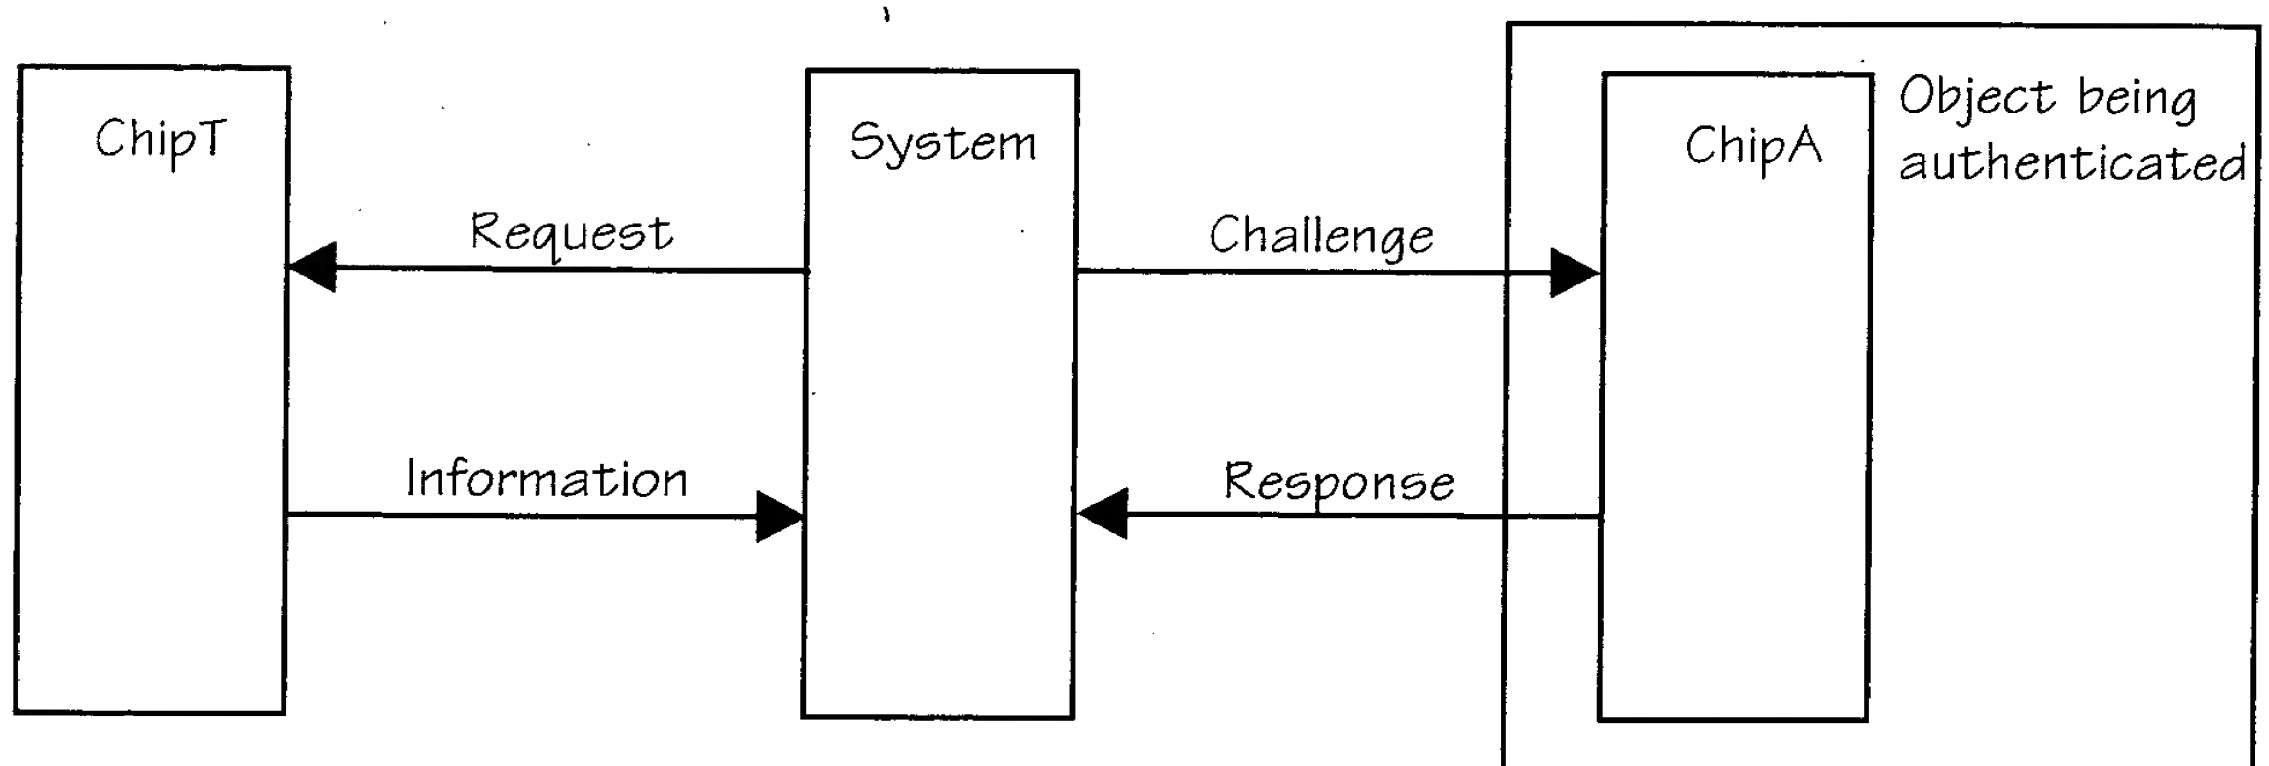 ChipT
System
ChipA
Object being
authenticated
Request
Challenge
Information
Response